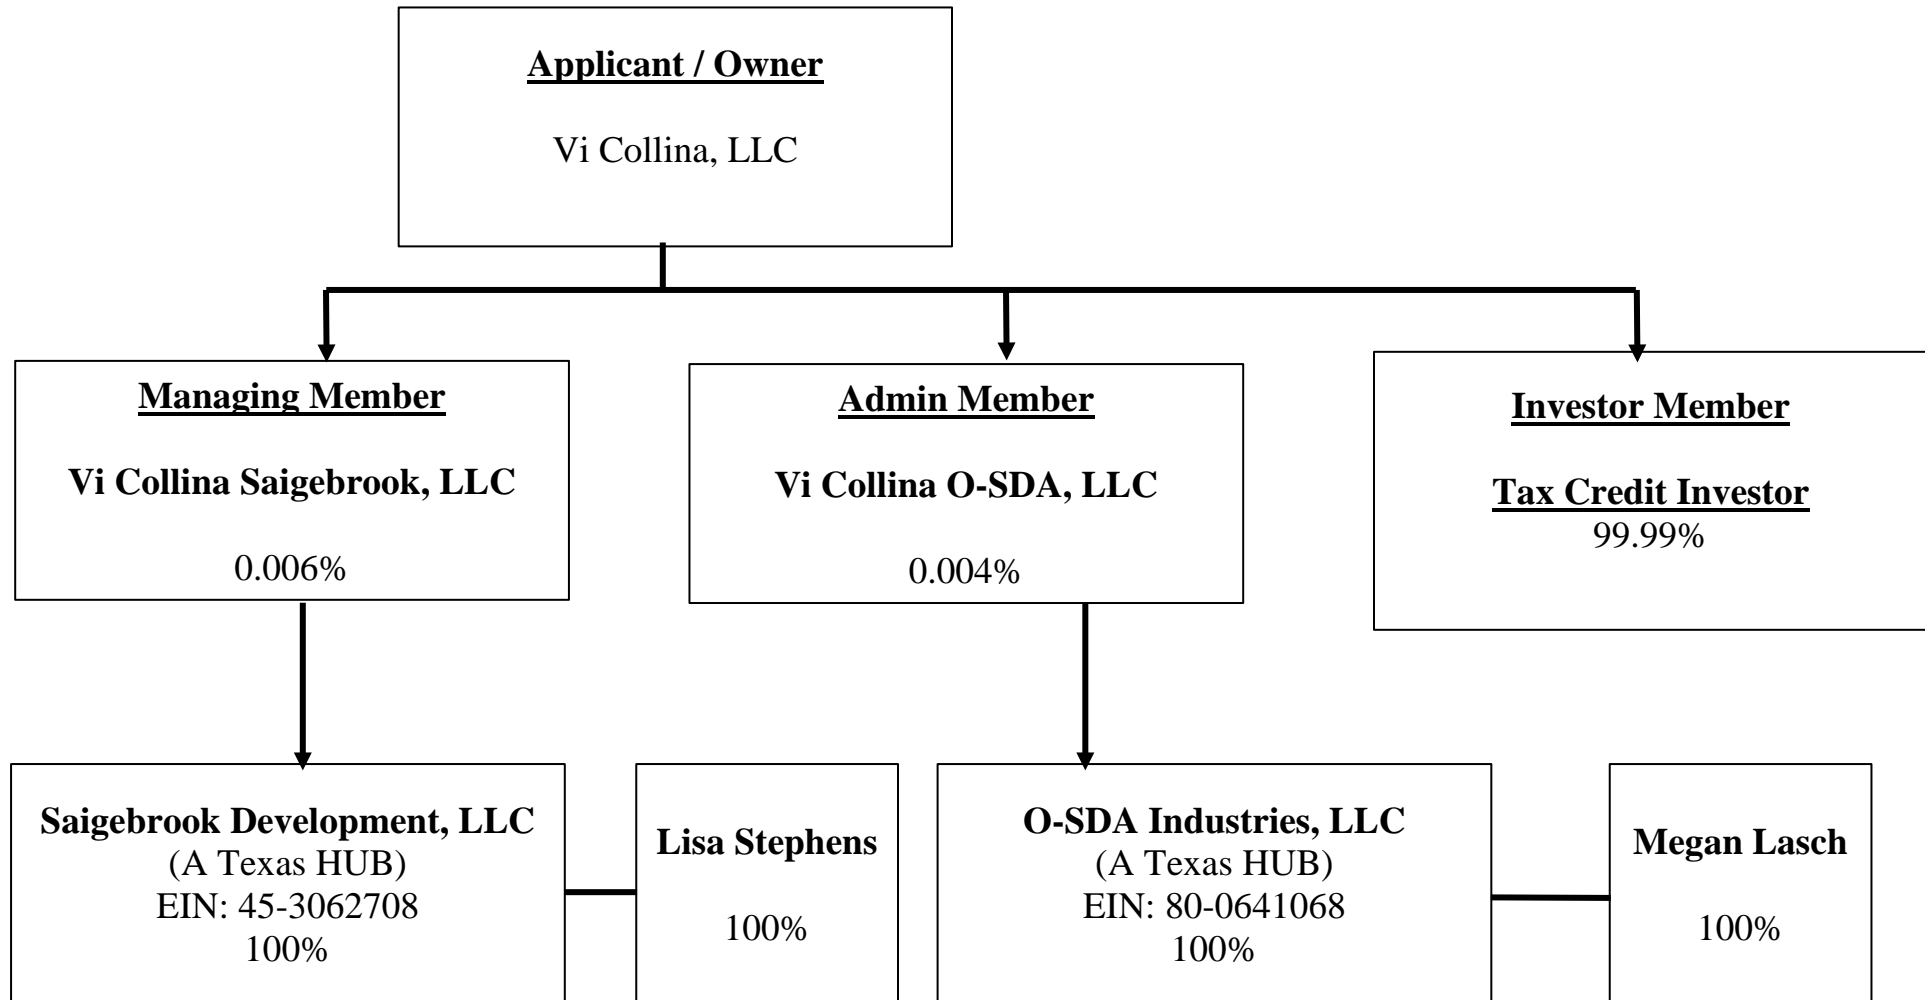 Applicant / Owner
Vi Collina, LLC
Managing Member
Vi Collina Saigebrook, LLC
0.006%
Admin Member
Vi Collina O-SDA, LLC
0.004%
Investor Member
Tax Credit Investor
99.99%
Saigebrook Development, LLC
(A Texas HUB)
EIN: 45-3062708
100%
Lisa Stephens
100%
O-SDA Industries, LLC
(A Texas HUB)
EIN: 80-0641068
100%
Megan Lasch
100%